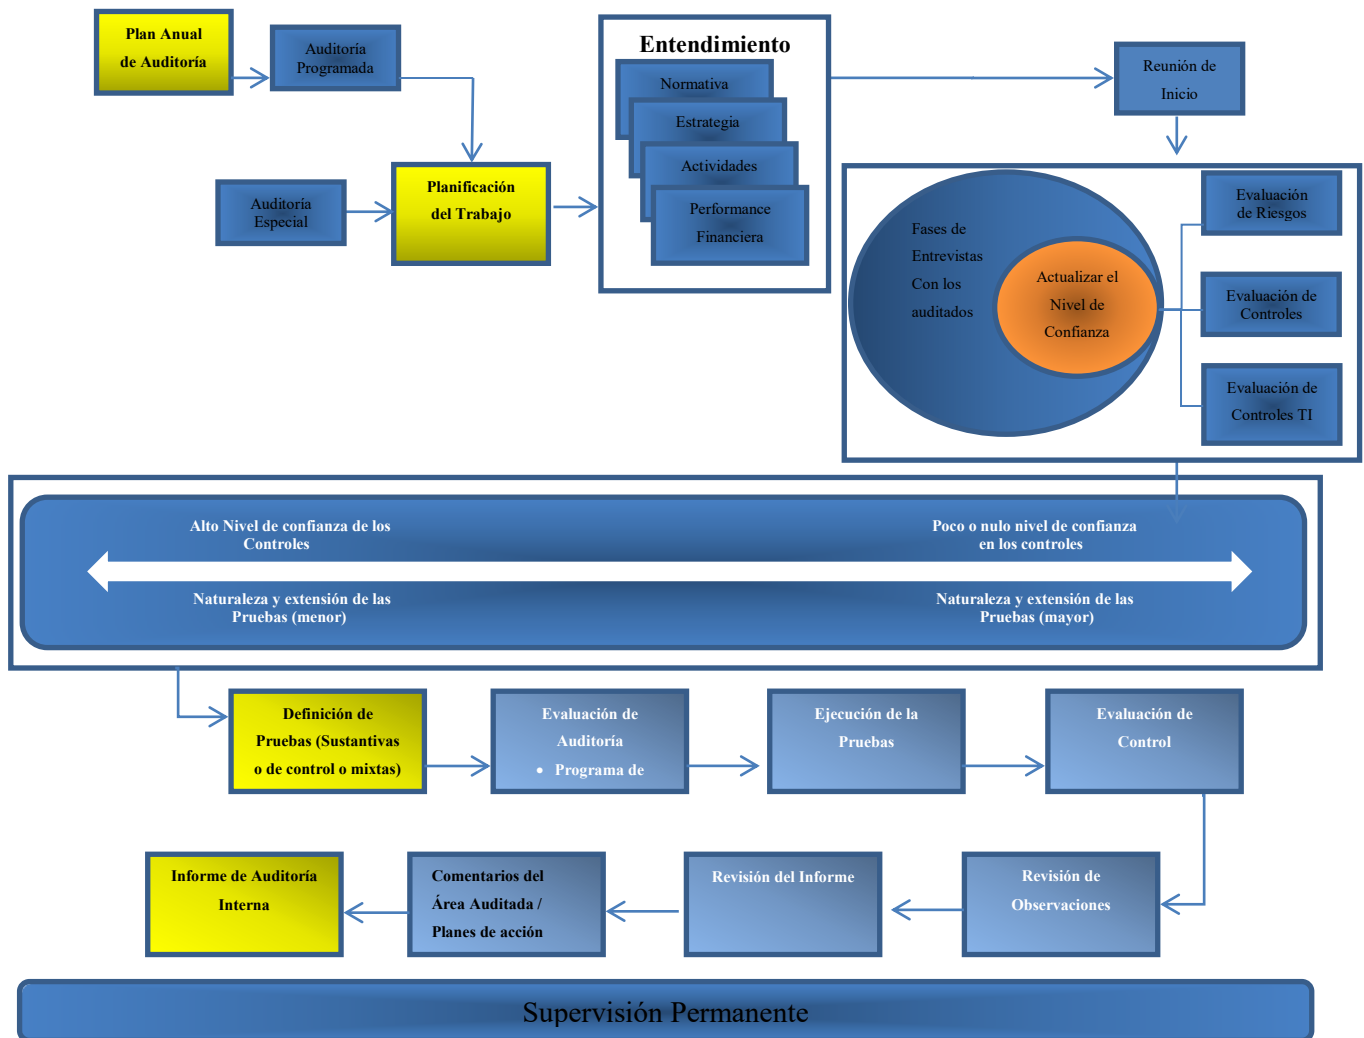 Plan Anual
de Auditoría
Auditoría
Programada
Auditoría
Especial
Planificación
del Trabajo
Entendimiento
Normativa
Estrategia
Actividades
Performance
Financiera
Reunión de
Inicio
Fases de
Entrevistas
Con los
auditados
Actualizar el
Nivel de
Confianza
Evaluación
de Riesgos
Evaluación de
Controles
Evaluación de
Controles TI
Alto Nivel de confianza de los
Controles
Poco o nulo nivel de confianza
en los controles
Naturaleza y extensión de las
Pruebas (menor)
Naturaleza y extensión de las
Pruebas (mayor)
Definición de
Pruebas (Sustantivas
o de control o mixtas)
Evaluación de
Auditoría
• Programa de
Ejecución de la
Pruebas
Evaluación de
Control
Informe de Auditoría
Interna
Comentarios del
Área Auditada /
Planes de acción
Revisión del Informe
Revisión de
Observaciones
Supervisión Permanente